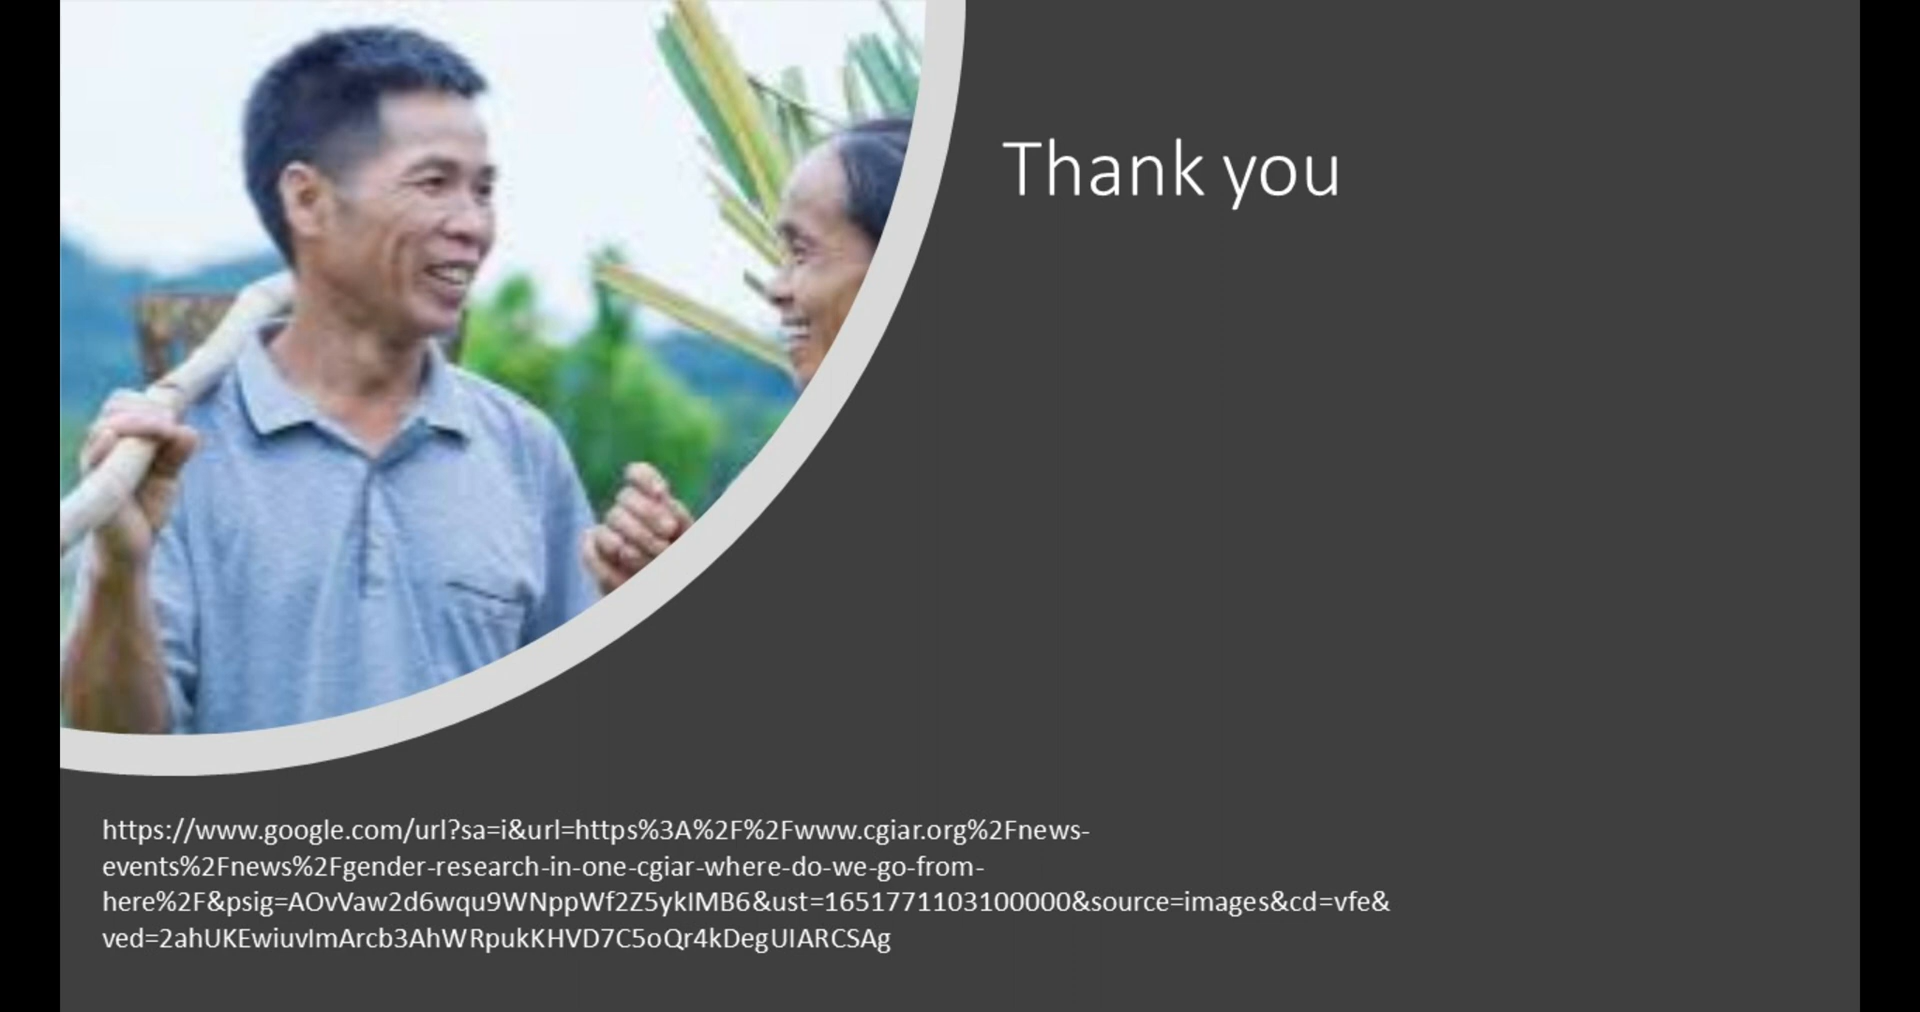 Thank you
https://www.google.com/url?sa=i&url=https%3A%2F%2Fwww.cgiar.org%2Fnews-
events%2Fnews%2Fgender-research-in-one-cgiar-where-do-we-go-from-
here%2F&psig=AOvVaw2d6wqu9WNppWf2Z5ykIMB6&ust=1651771103100000&source=images&cd=vfe&
ved=2ahUKEwiuvImArcb3AhWRpukKHVD7C5oQr4kDegUIARCSAg